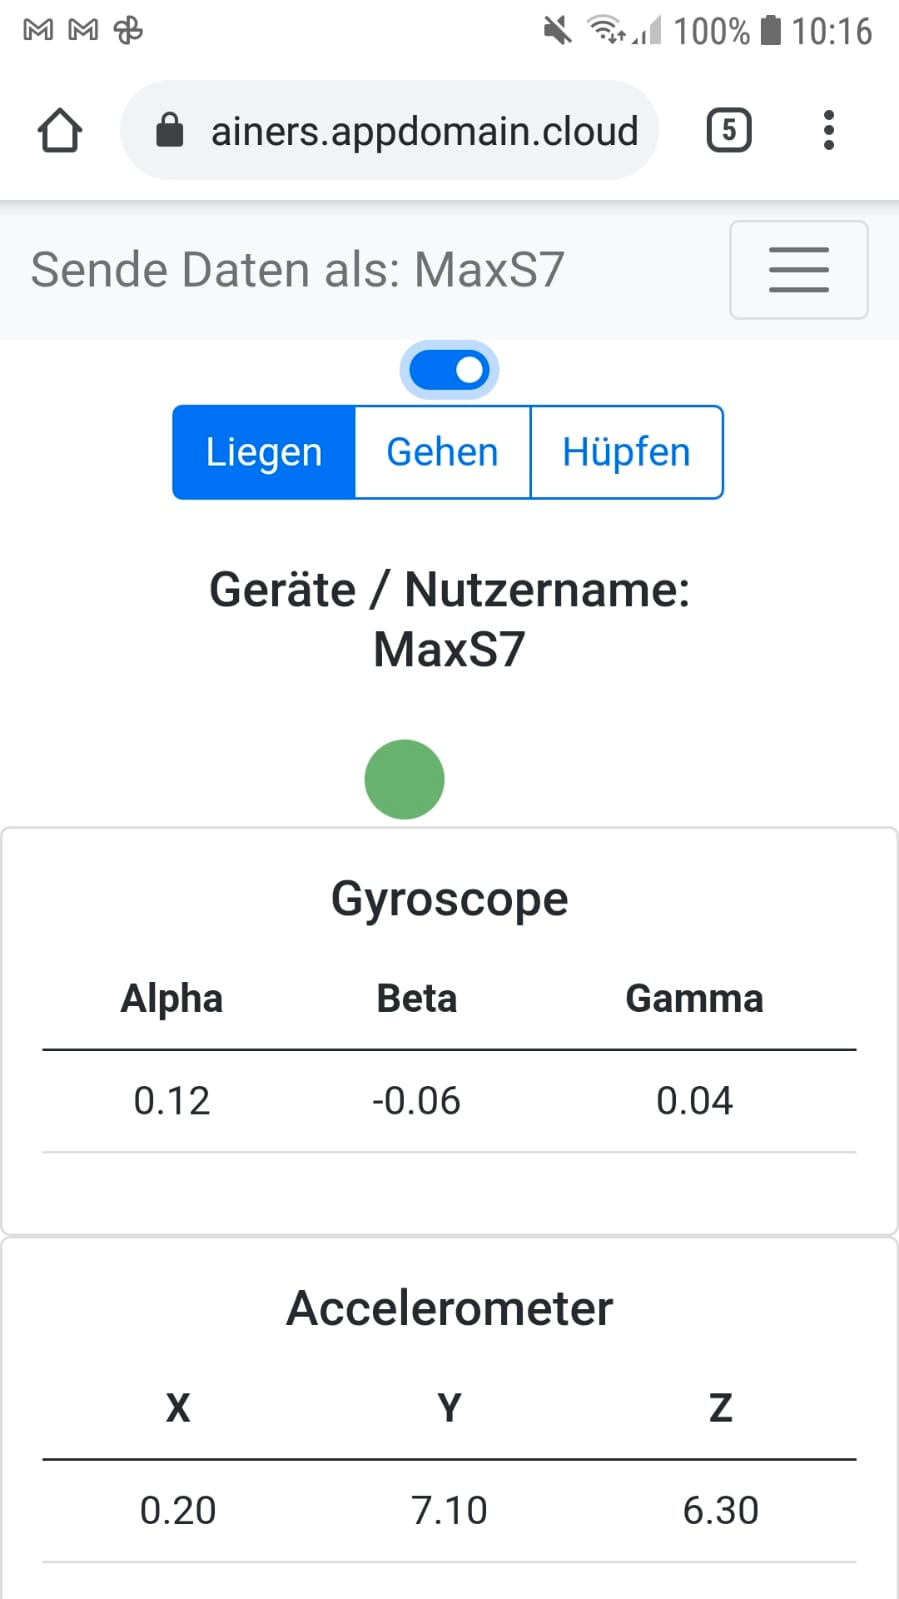 100% 10:16
ainers.appdomain.cloud 5
Sende Daten als: MaxS7
Liegen Gehen Hüpfen
Geräte / Nutzername:
MaxS7
Gyroscope
Alpha Beta Gamma
0.12 -0.06 0.04
Accelerometer
X Y Z
0.20 7.10 6.30